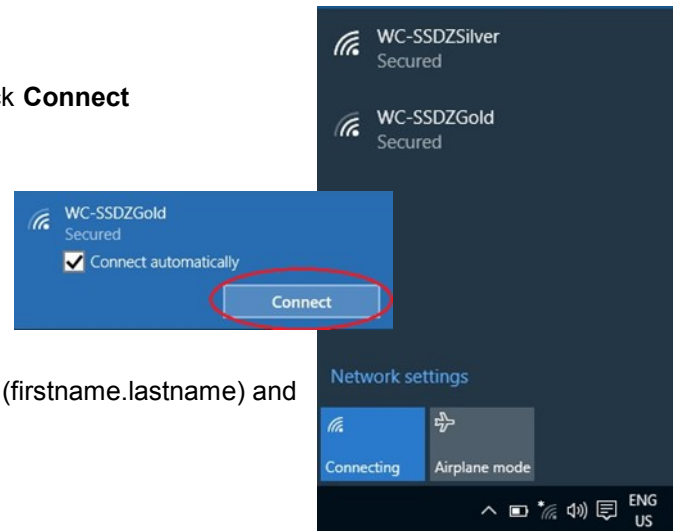 WC-SSDZSilver
Secured
k Connect
WC-SSDZGold
Secured
WC-SSDZGold
Secured
Connect automatically
Connect
(firstname.lastname) and
Network settings
Connecting
Airplane mode
ENG
US